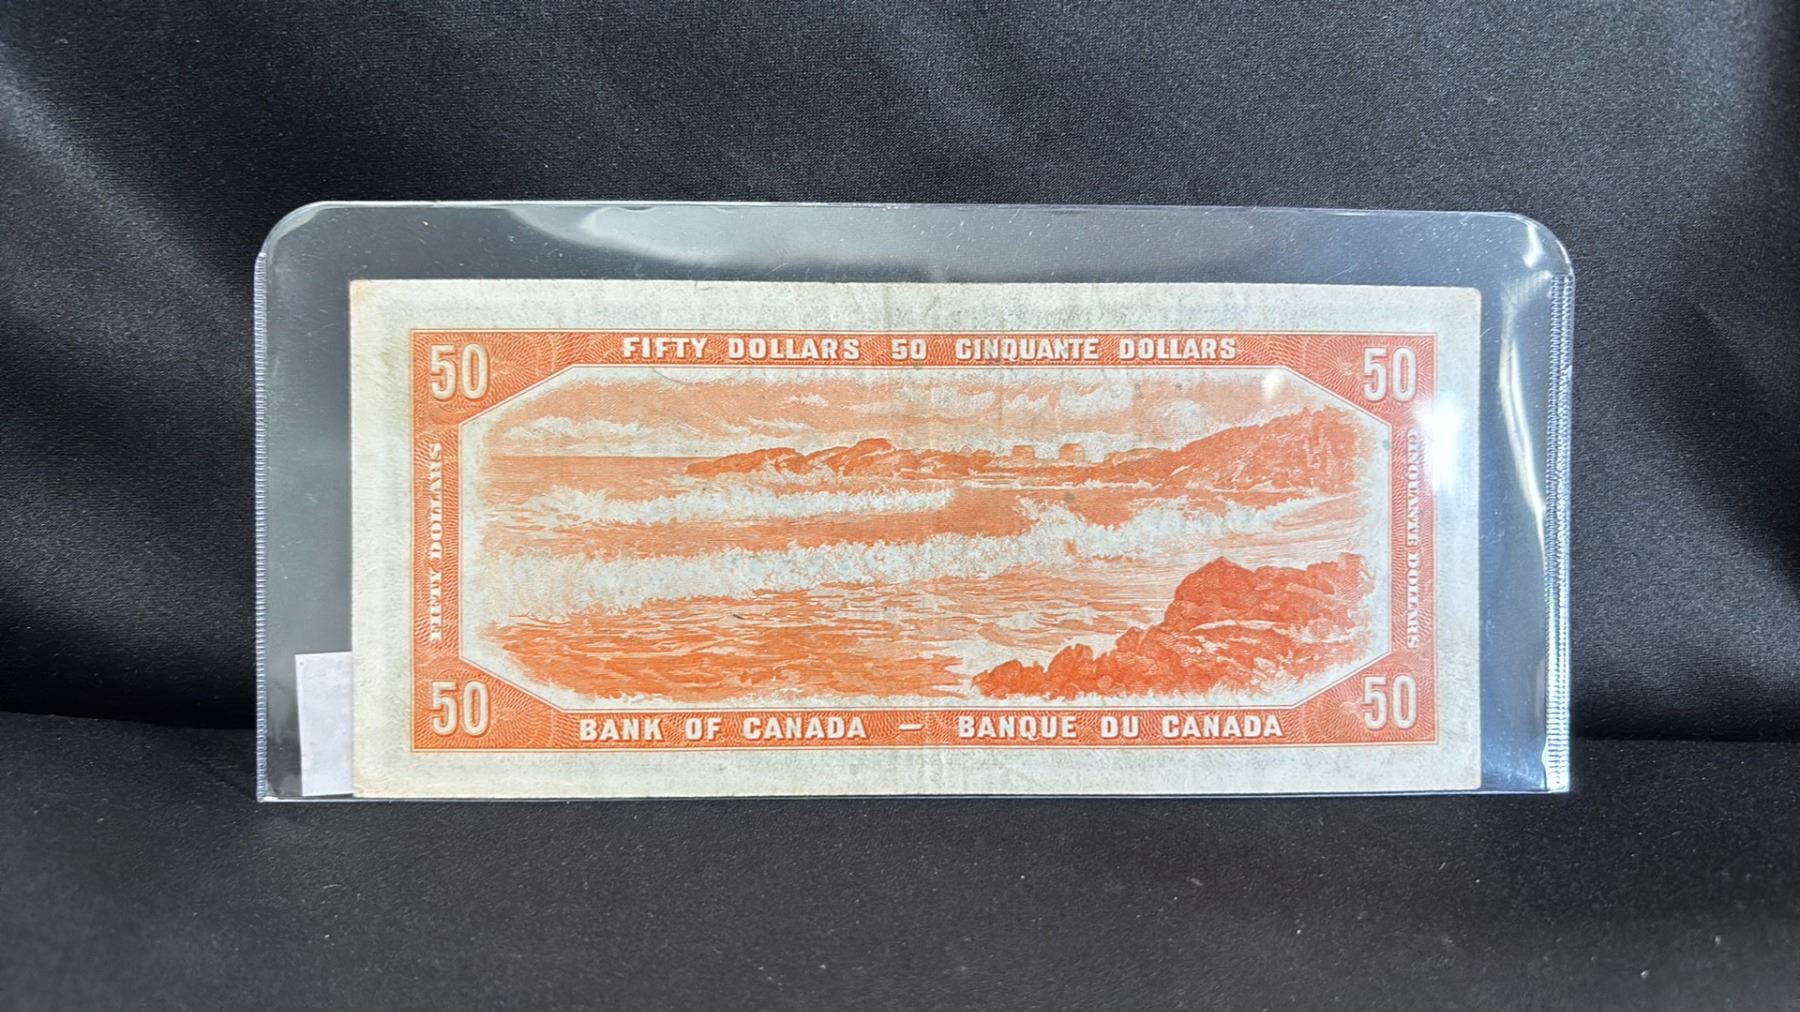 FIFTY DOLLARS 50 CINQUANTE DOLLARS
50
50
FIFTY DOLLARS
CINQUANTE DOLLARS
50
50
BANK OF CANADA — BANQUE DU CANADA